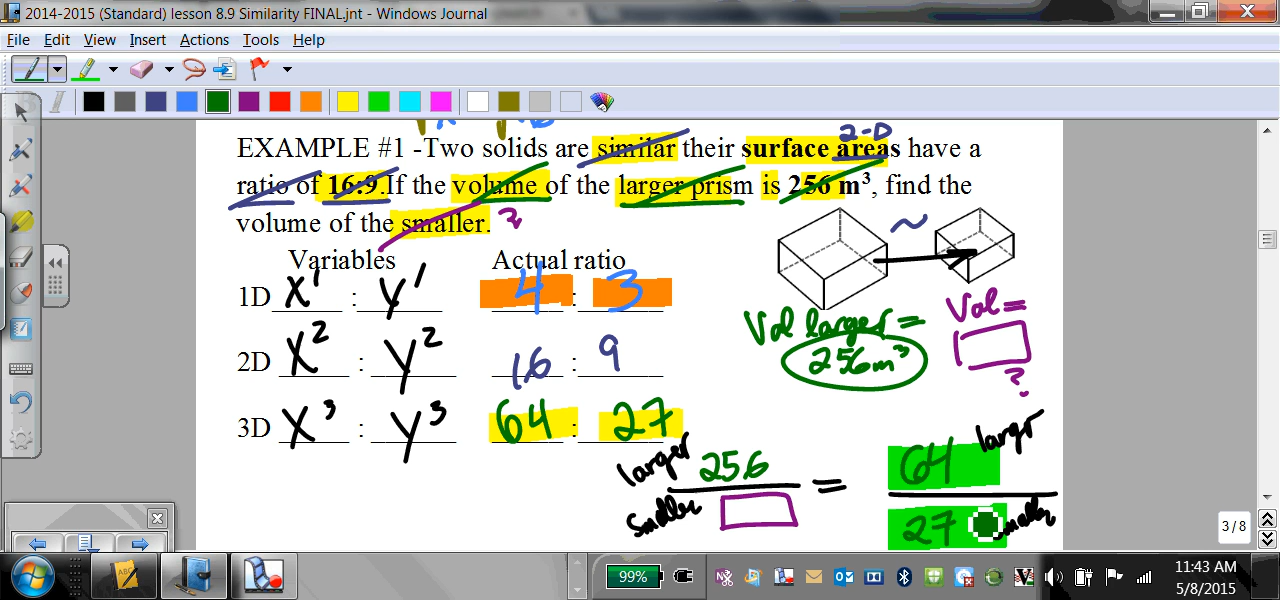 2014-2015 (Standard) lesson 8.9 Similarity FINAL.jnt - Windows Journal
File Edit View Insert Actions Tools Help
2-D
EXAMPLE #1 -Two solids are similar their surface areas have a
ratio of 16:9.If the volume of the larger prism is 256 m³, find the
volume of the smaller. ?
~
Variables Actual ratio
1D X¹ : Y¹ 4 : 3
Vol larger =
256m³
Vol =
?
2D X² : Y² 16 : 9
3D X³ : Y³ 64 : 27
larger 256 = 64 larger
smaller 27 smaller
3 / 8
99%
11:43 AM
5/8/2015